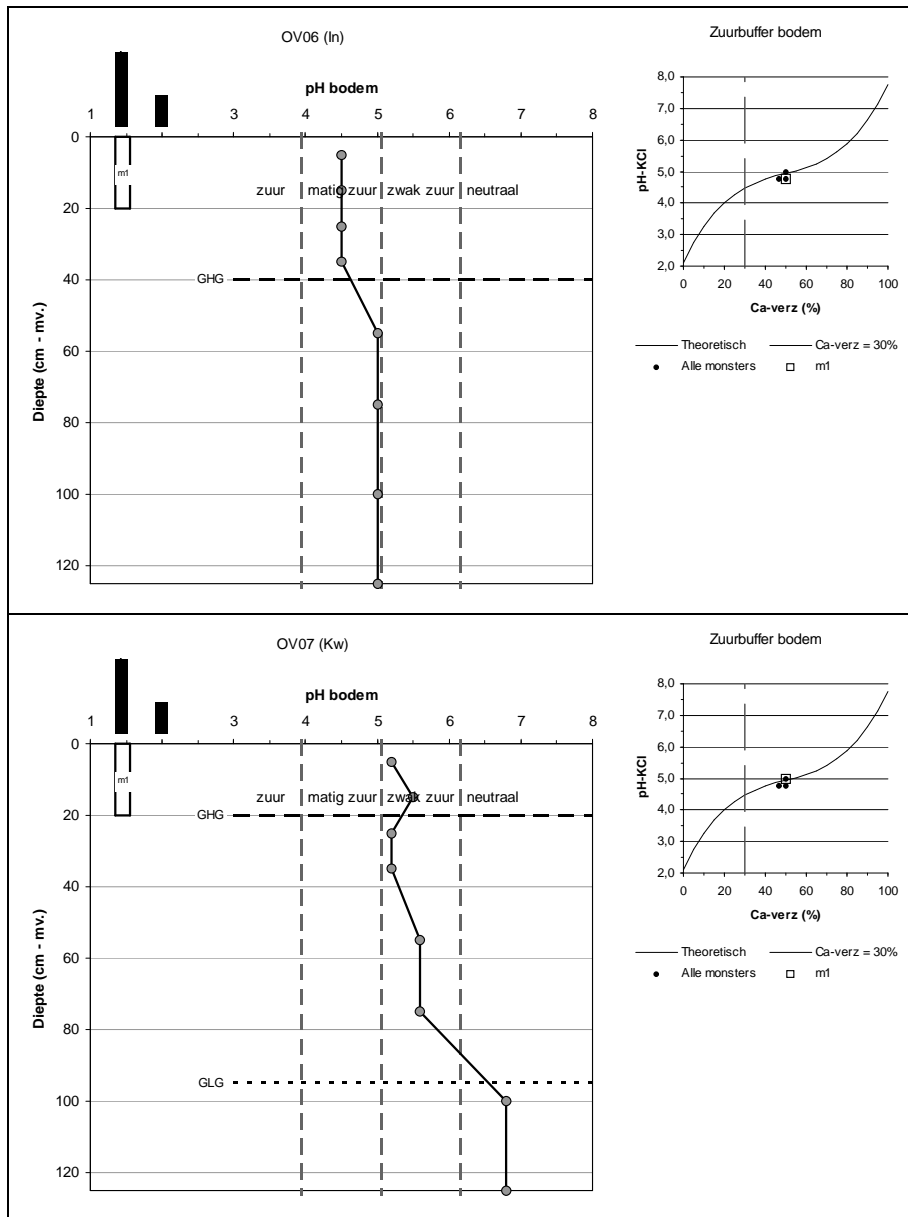 OV06 (In)
pH bodem
1 2 3 4 5 6 7 8
0
20
40
60
80
100
120
Diepte (cm - mv.)
m1
zuur matig zuur zwak zuur neutraal
GHG
Zuurbuffer bodem
8,0
7,0
6,0
5,0
4,0
3,0
2,0
pH-KCl
0 20 40 60 80 100
Ca-verz (%)
Theoretisch Ca-verz = 30%
Alle monsters m1
OV07 (Kw)
pH bodem
1 2 3 4 5 6 7 8
0
20
40
60
80
100
120
Diepte (cm - mv.)
m1
zuur matig zuur zwak zuur neutraal
GHG
GLG
Zuurbuffer bodem
8,0
7,0
6,0
5,0
4,0
3,0
2,0
pH-KCl
0 20 40 60 80 100
Ca-verz (%)
Theoretisch Ca-verz = 30%
Alle monsters m1